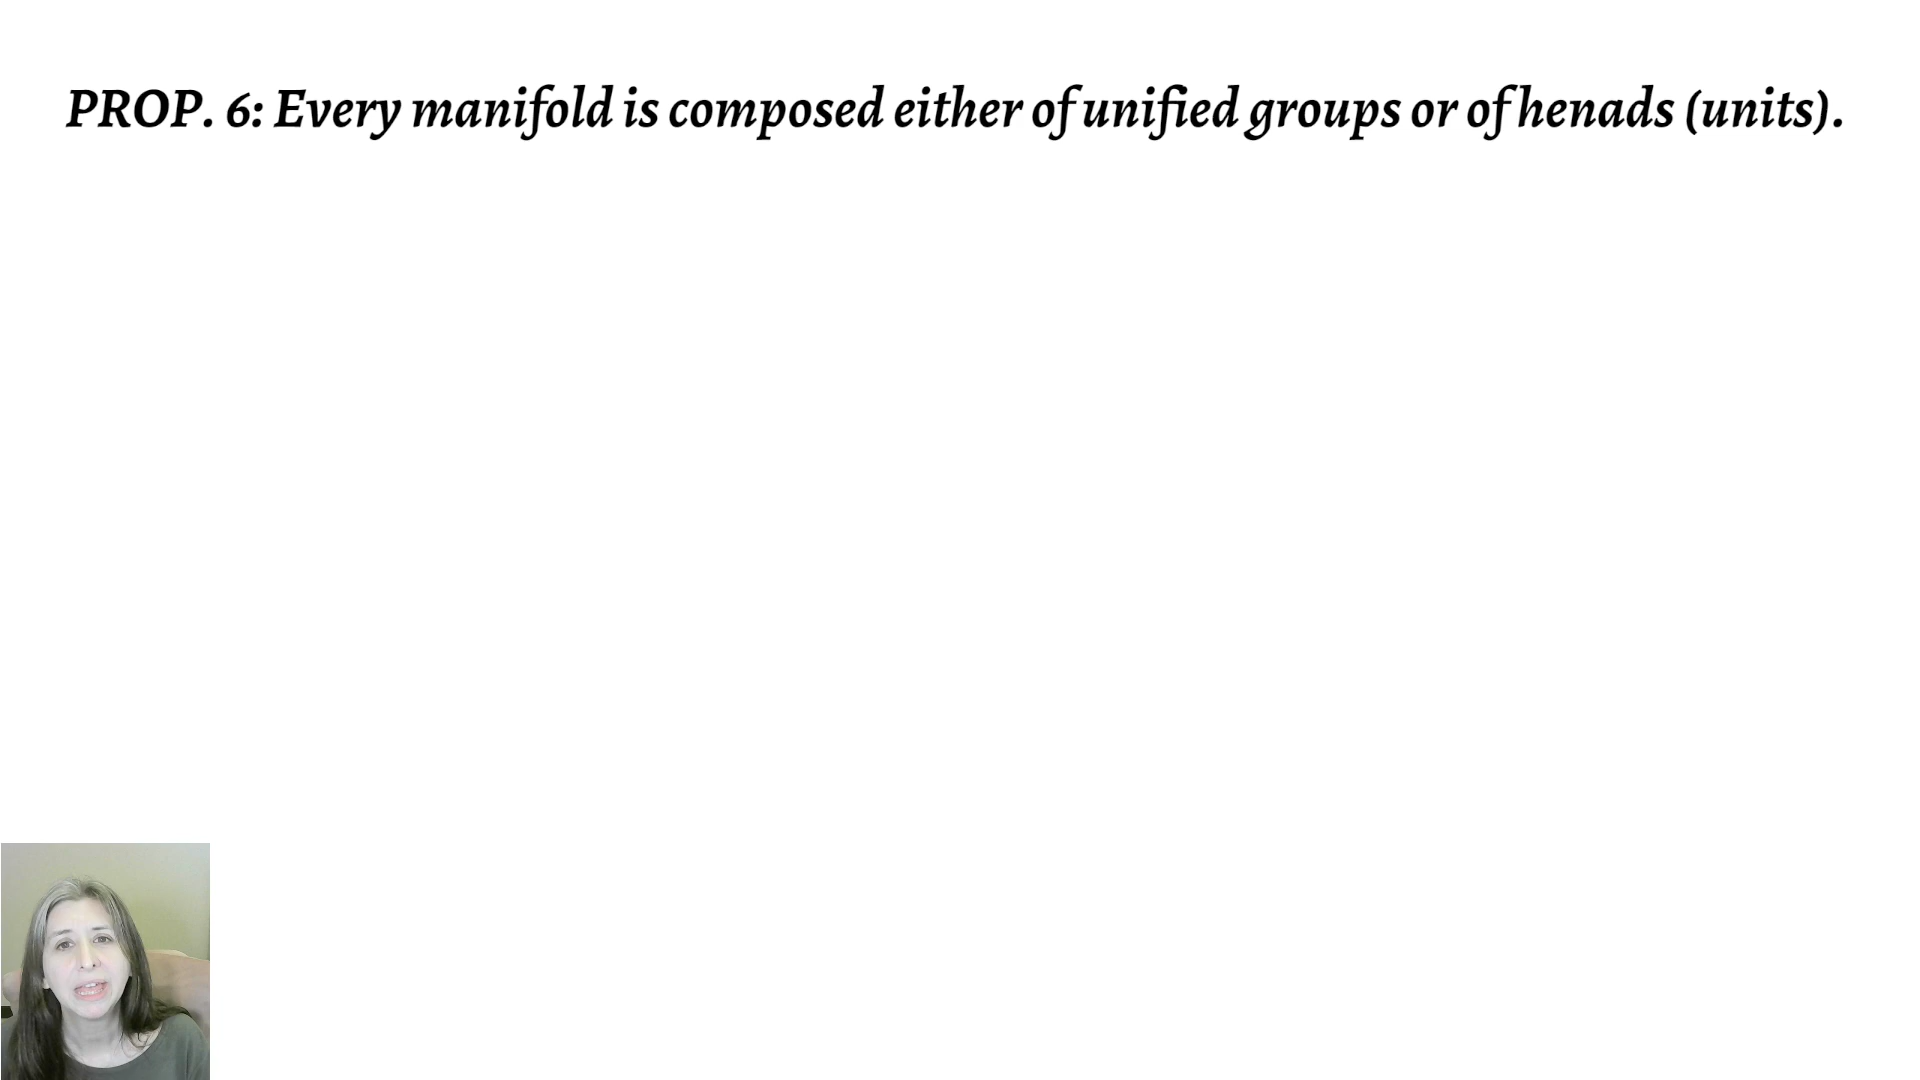 PROP. 6: Every manifold is composed either of unified groups or of henads (units).